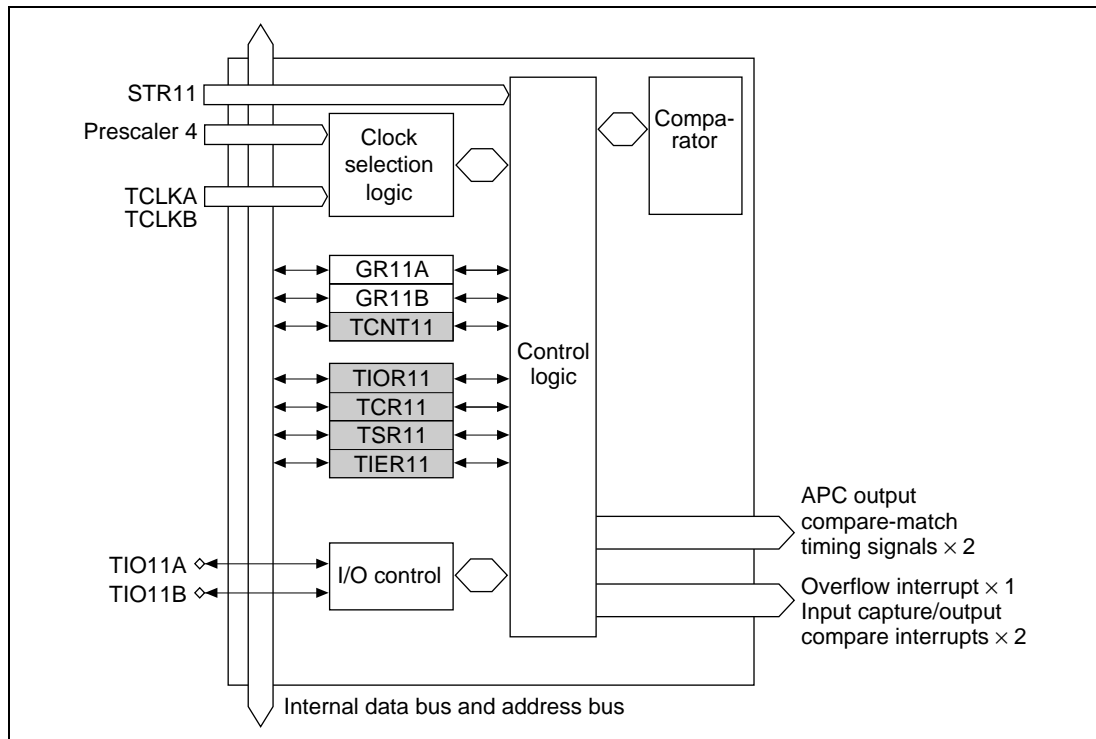 STR11
Prescaler 4
TCLKA
TCLKB
Clock
selection
logic
Compa-
rator
GR11A
GR11B
TCNT11
Control
logic
TIOR11
TCR11
TSR11
TIER11
TIO11A
TIO11B
I/O control
APC output
compare-match
timing signals × 2
Overflow interrupt × 1
Input capture/output
compare interrupts × 2
Internal data bus and address bus